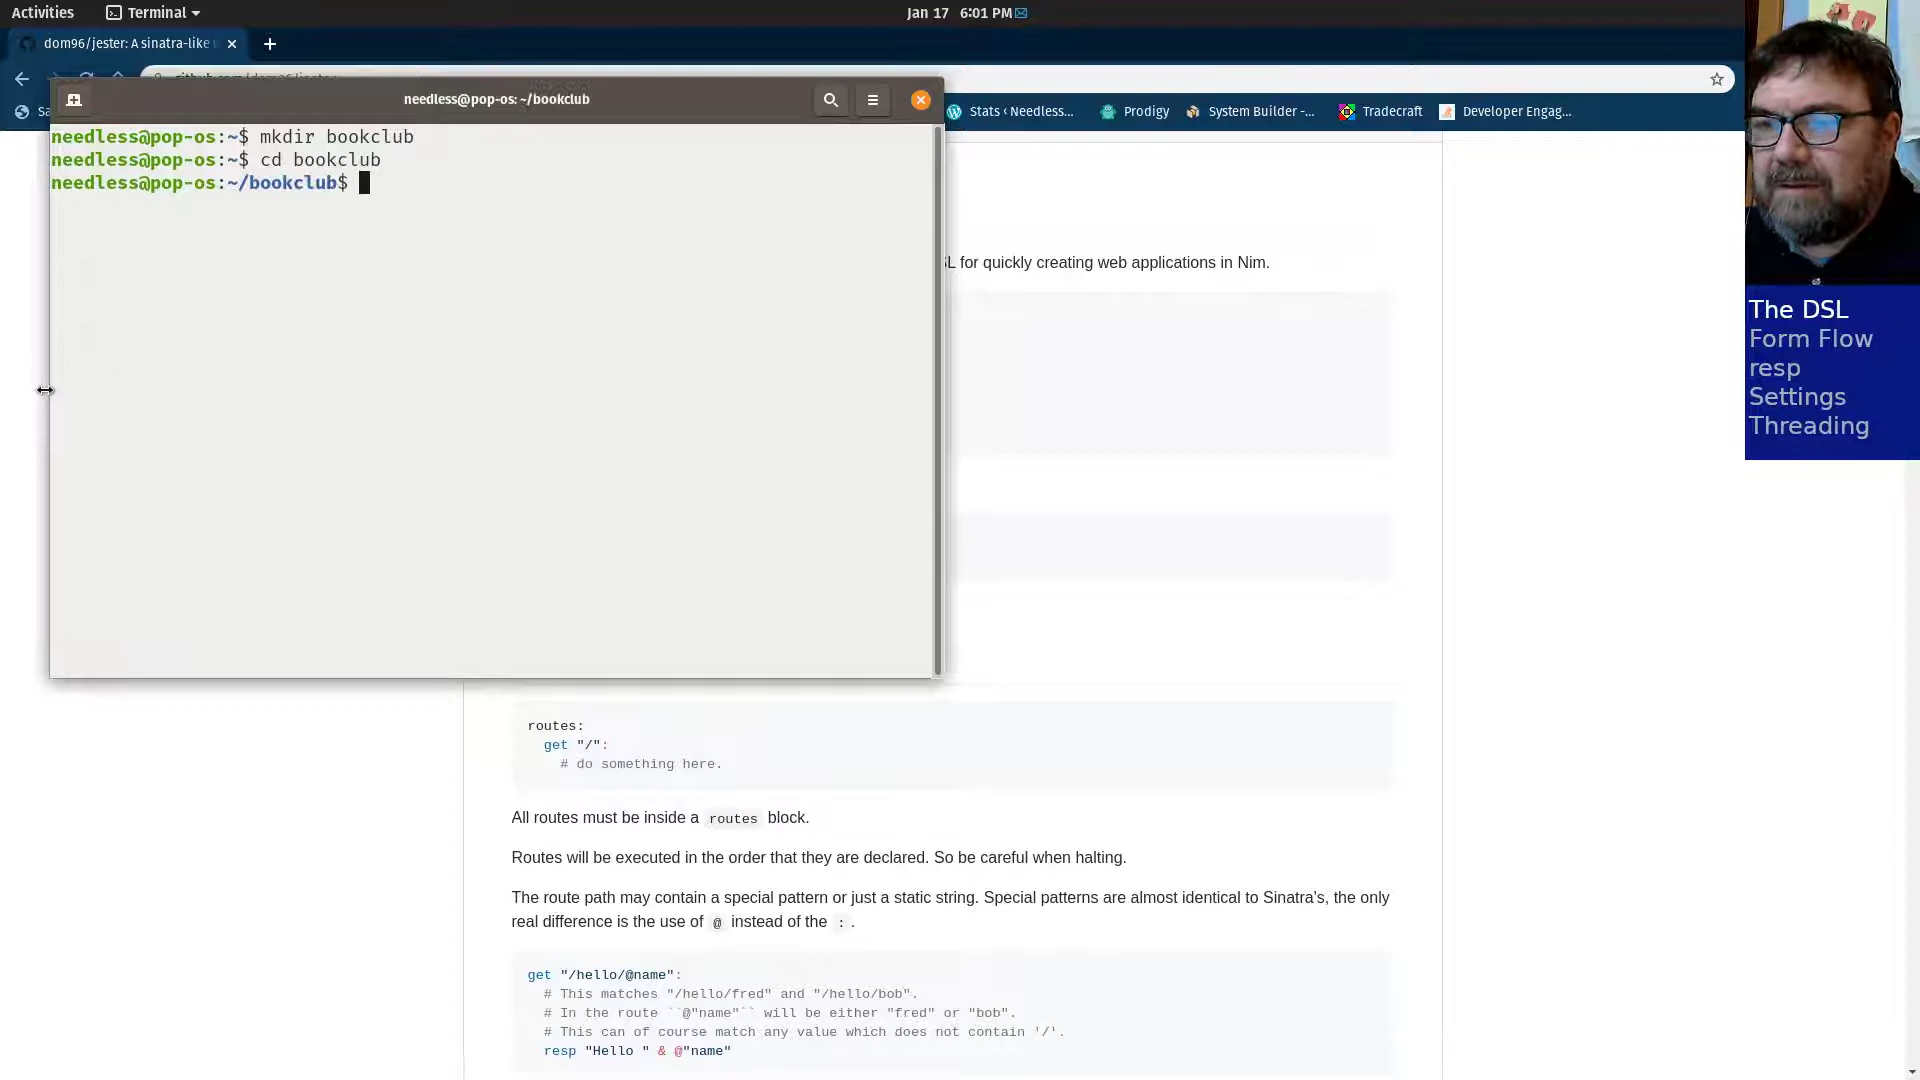 Activities
Terminal
Jan 17 6:01 PM
dom96/jester: A sinatra-like
Sa
needless@pop-os: ~/bookclub
Stats ‹ Needless...
Prodigy
System Builder -...
Tradecraft
Developer Engag...
needless@pop-os:~$ mkdir bookclub
needless@pop-os:~$ cd bookclub
needless@pop-os:~/bookclub$
The DSL
Form Flow
resp
Settings
Threading
for quickly creating web applications in Nim.
routes:
get "/":
# do something here.
All routes must be inside a routes block.
Routes will be executed in the order that they are declared. So be careful when halting.
The route path may contain a special pattern or just a static string. Special patterns are almost identical to Sinatra's, the only
real difference is the use of @ instead of the : .
get "/hello/@name":
# This matches "/hello/fred" and "/hello/bob".
# In the route ``@"name"`` will be either "fred" or "bob".
# This can of course match any value which does not contain '/'.
resp "Hello " & @"name"